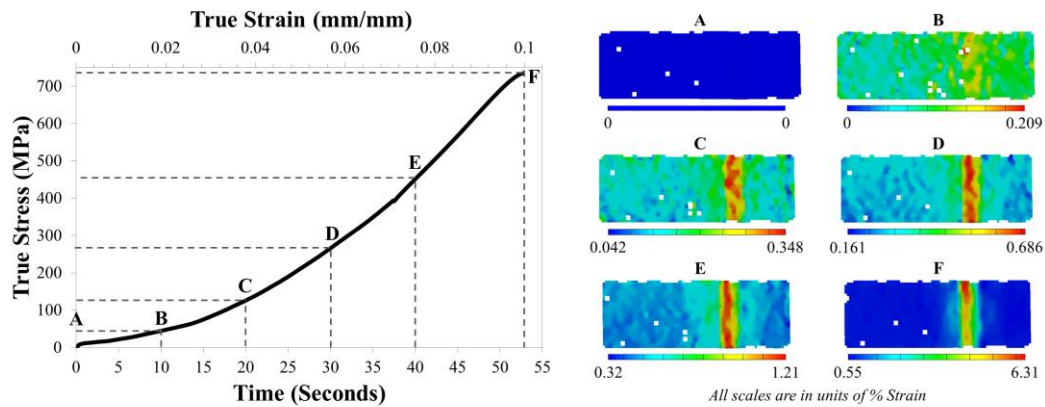 True Strain (mm/mm)
0 0.02 0.04 0.06 0.08 0.1
True Stress (MPa)
700
600
500
400
300
200
100
0
A
B
C
D
E
F
0 5 10 15 20 25 30 35 40 45 50 55
Time (Seconds)
A
0 0
B
0 0.209
C
0.042 0.348
D
0.161 0.686
E
0.32 1.21
F
0.55 6.31
All scales are in units of % Strain